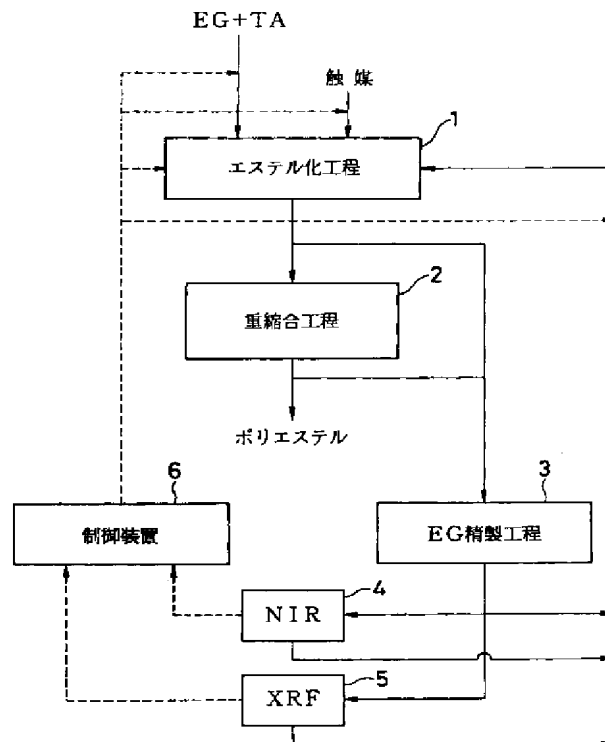 EG+TA
触媒
1
エステル化工程
2
重縮合工程
ポリエステル
6
制御装置
3
EG精製工程
4
NIR
5
XRF